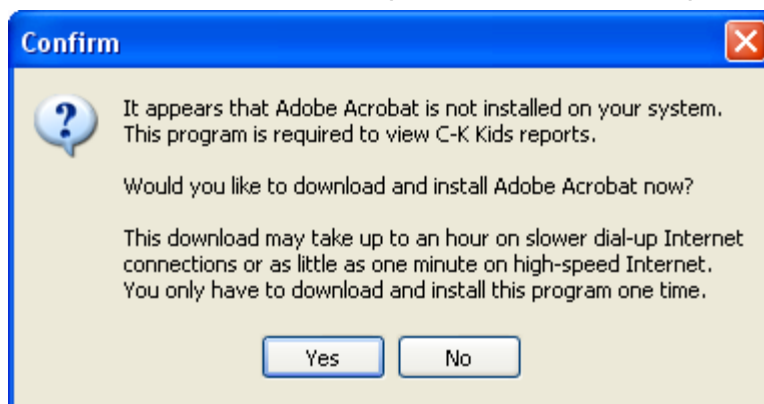 Confirm
It appears that Adobe Acrobat is not installed on your system.
This program is required to view C-K Kids reports.
Would you like to download and install Adobe Acrobat now?
This download may take up to an hour on slower dial-up Internet
connections or as little as one minute on high-speed Internet.
You only have to download and install this program one time.
Yes No